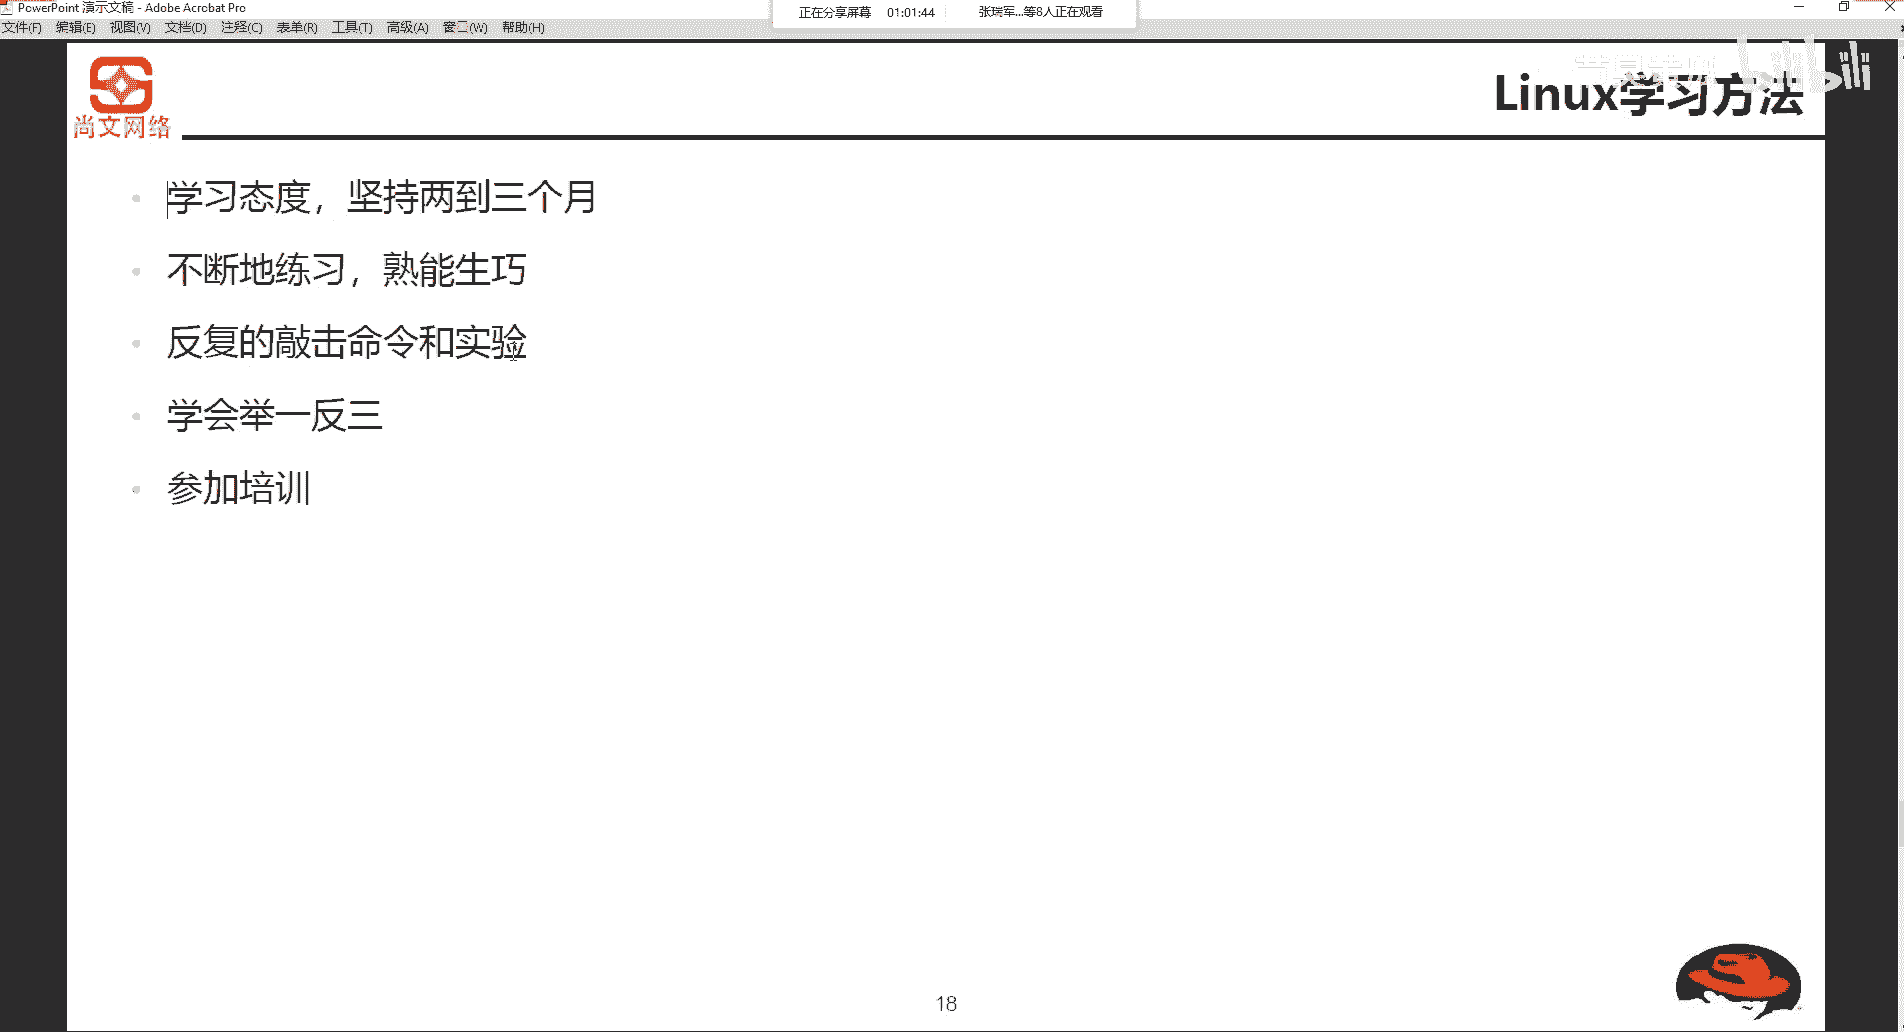 PowerPoint 演示文稿 - Adobe Acrobat Pro
正在分享屏幕 01:01:44 张瑞军...等8人正在观看
文件(F) 编辑(E) 视图(V) 文档(D) 注释(C) 表单(R) 工具(T) 高级(A) 窗口(W) 帮助(H)
bilibili
尚文网络
Linux学习方法
学习态度，坚持两到三个月
不断地练习，熟能生巧
反复的敲击命令和实验
学会举一反三
参加培训
18